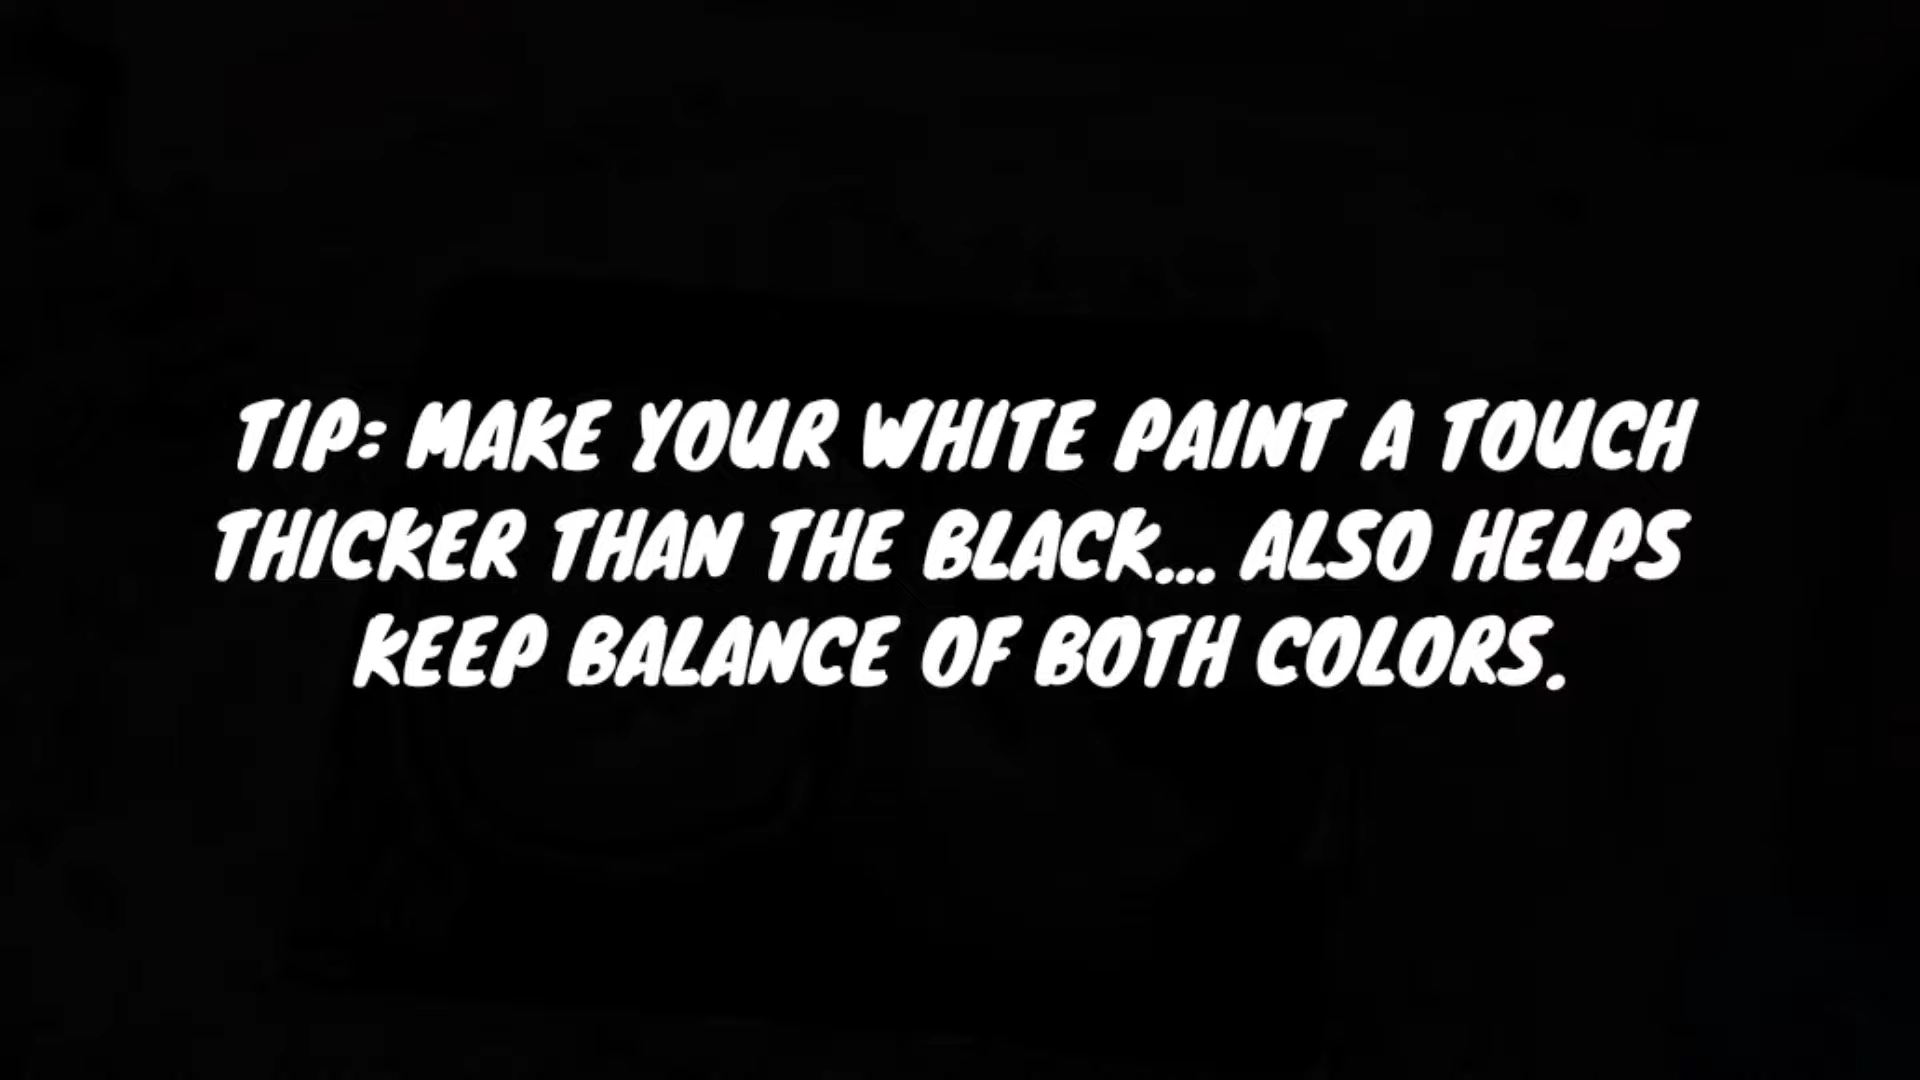 TIP: MAKE YOUR WHITE PAINT A TOUCH
THICKER THAN THE BLACK... ALSO HELPS
KEEP BALANCE OF BOTH COLORS.